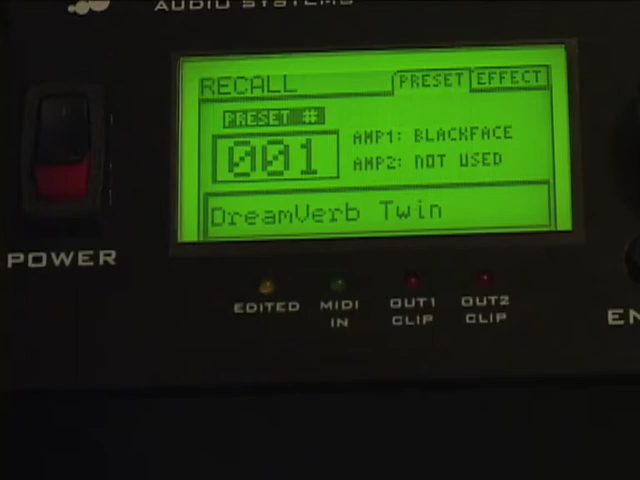 AUDIO SYSTEMS
RECALL
PRESET EFFECT
PRESET #
001
AMP1: BLACKFACE
AMP2: NOT USED
DreamVerb Twin
POWER
EDITED
MIDI IN
OUT1 CLIP
OUT2 CLIP
EN